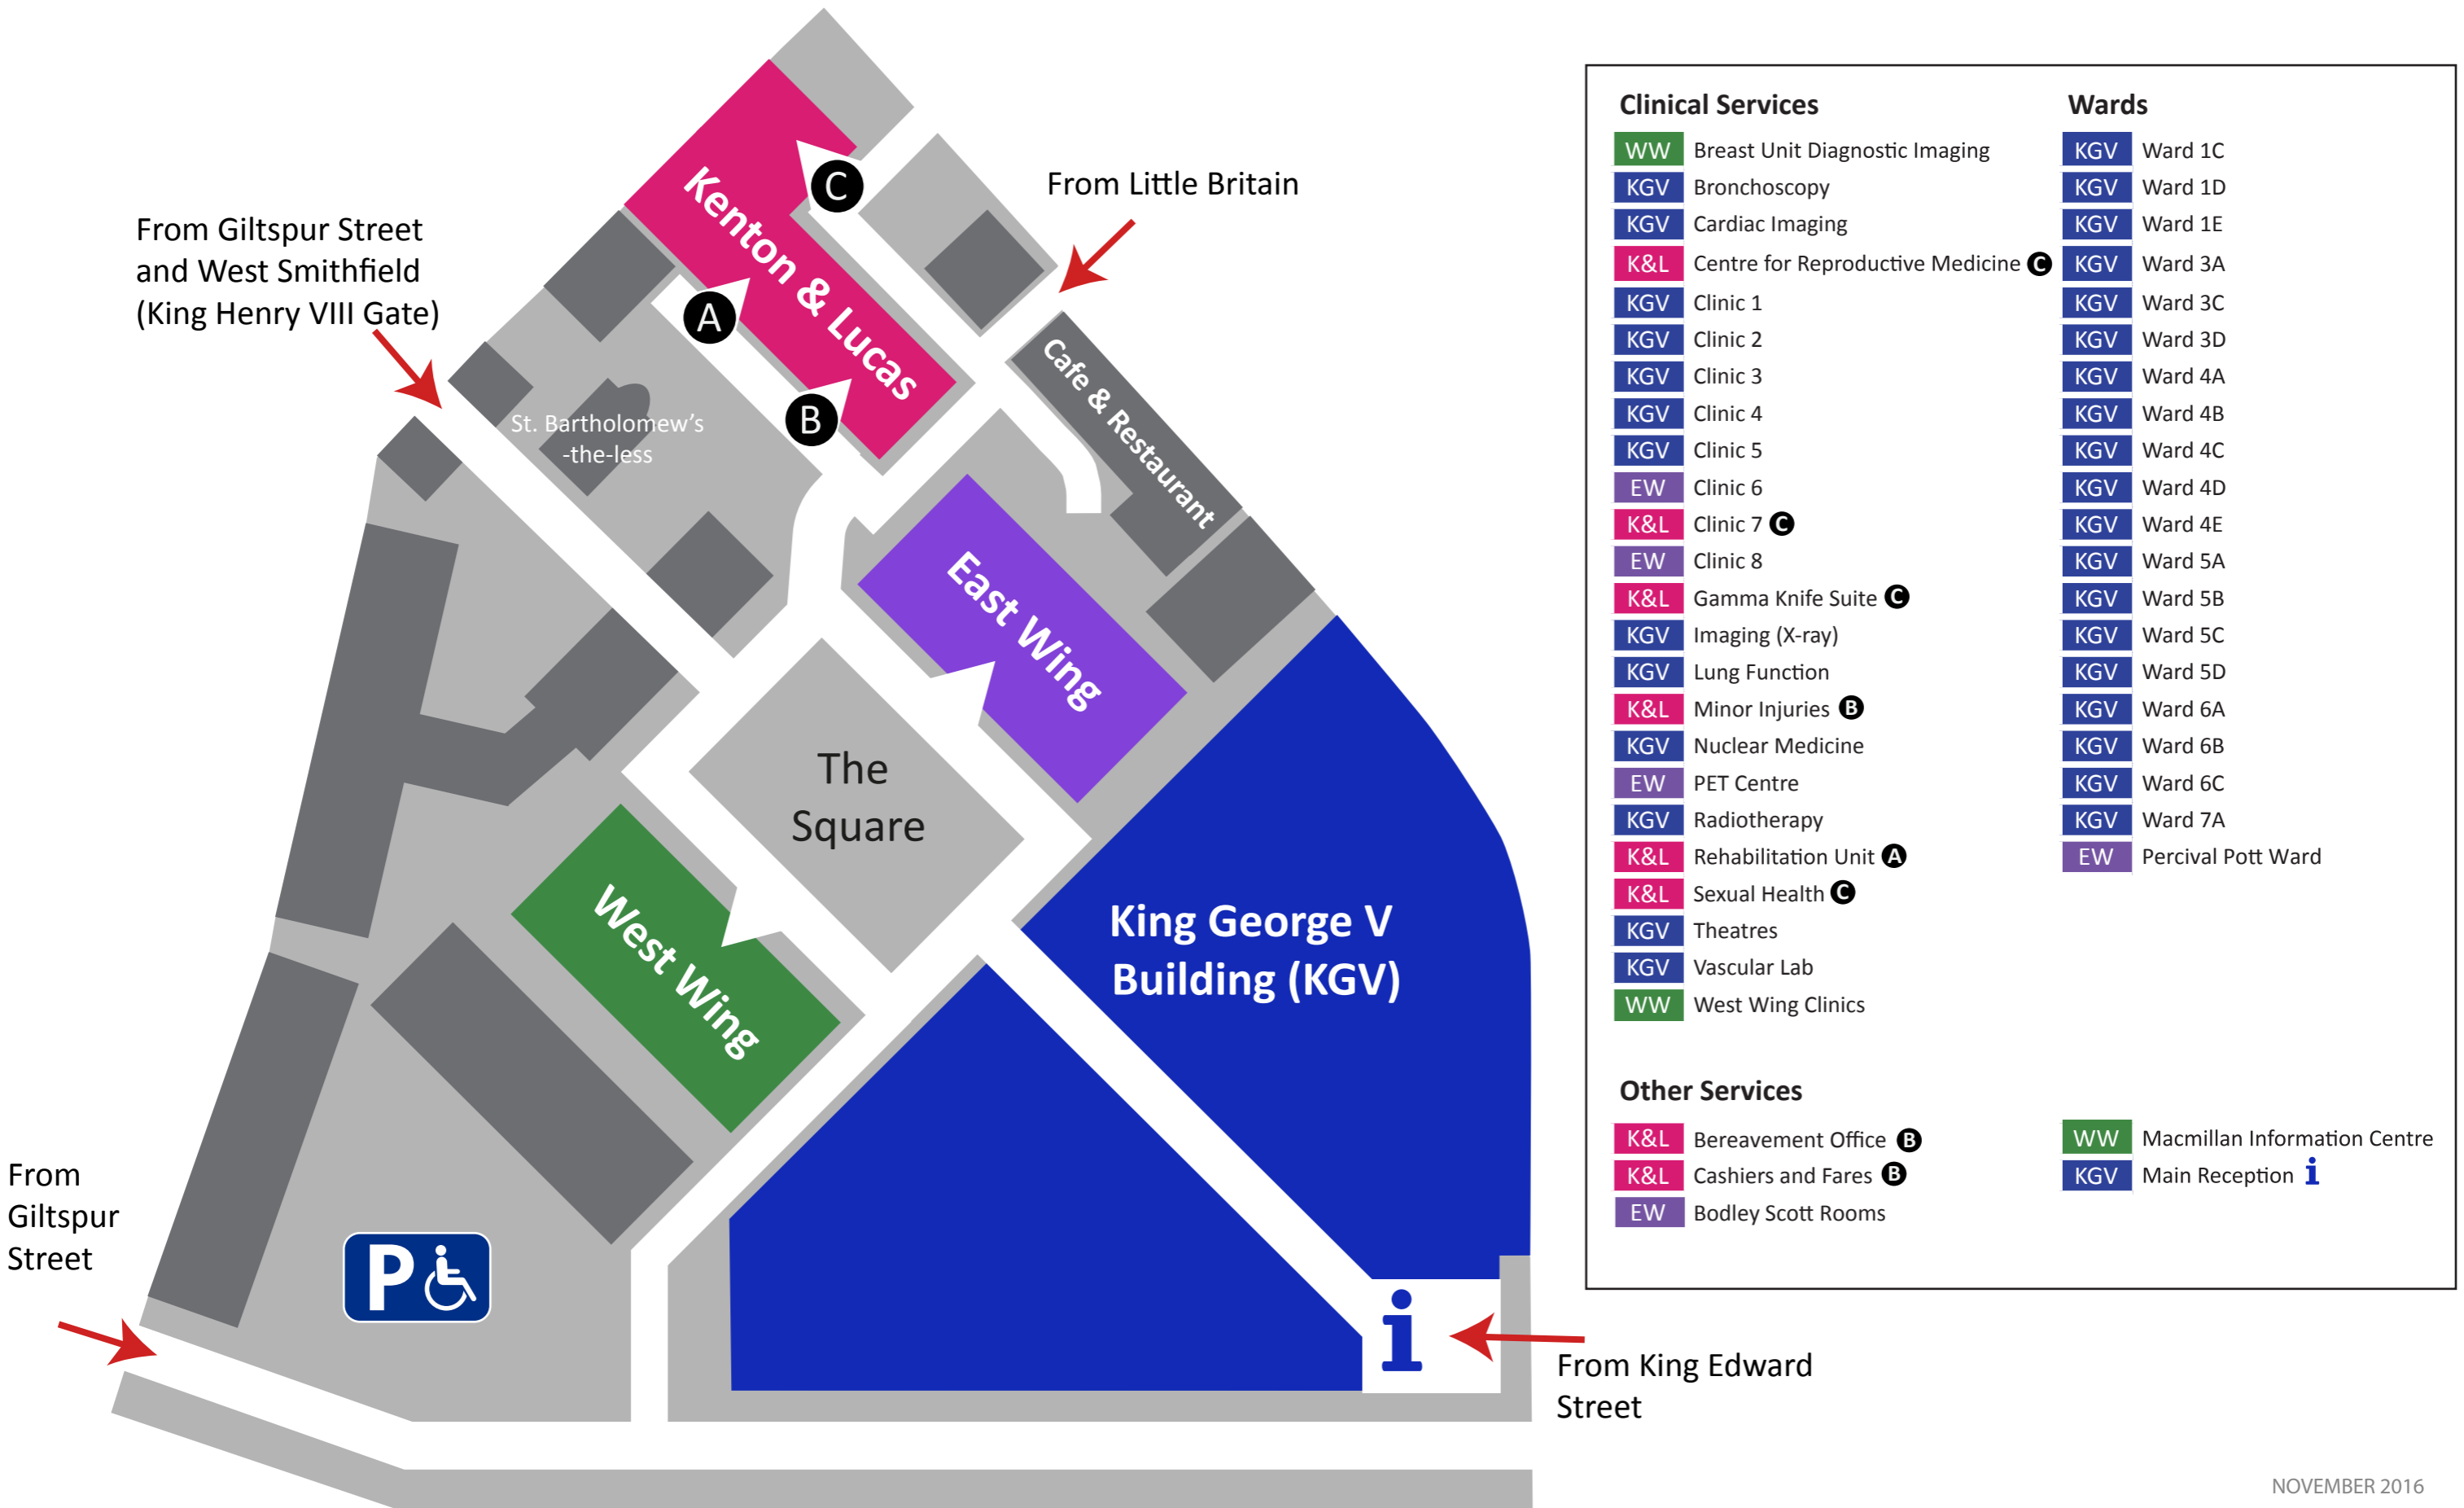 From Giltspur Street
and West Smithfield
(King Henry VIII Gate)
From Little Britain
Kenton & Lucas
C
A
B
Cafe & Restaurant
St. Bartholomew's
-the-less
East Wing
The
Square
West Wing
King George V
Building (KGV)
From
Giltspur
Street
P
i
From King Edward
Street
Clinical Services
WW Breast Unit Diagnostic Imaging
KGV Bronchoscopy
KGV Cardiac Imaging
K&L Centre for Reproductive Medicine C
KGV Clinic 1
KGV Clinic 2
KGV Clinic 3
KGV Clinic 4
KGV Clinic 5
EW Clinic 6
K&L Clinic 7 C
EW Clinic 8
K&L Gamma Knife Suite C
KGV Imaging (X-ray)
KGV Lung Function
K&L Minor Injuries B
KGV Nuclear Medicine
EW PET Centre
KGV Radiotherapy
K&L Rehabilitation Unit A
K&L Sexual Health C
KGV Theatres
KGV Vascular Lab
WW West Wing Clinics
Wards
KGV Ward 1C
KGV Ward 1D
KGV Ward 1E
KGV Ward 3A
KGV Ward 3C
KGV Ward 3D
KGV Ward 4A
KGV Ward 4B
KGV Ward 4C
KGV Ward 4D
KGV Ward 4E
KGV Ward 5A
KGV Ward 5B
KGV Ward 5C
KGV Ward 5D
KGV Ward 6A
KGV Ward 6B
KGV Ward 6C
KGV Ward 7A
EW Percival Pott Ward
Other Services
K&L Bereavement Office B
K&L Cashiers and Fares B
EW Bodley Scott Rooms
WW Macmillan Information Centre
KGV Main Reception i
NOVEMBER 2016